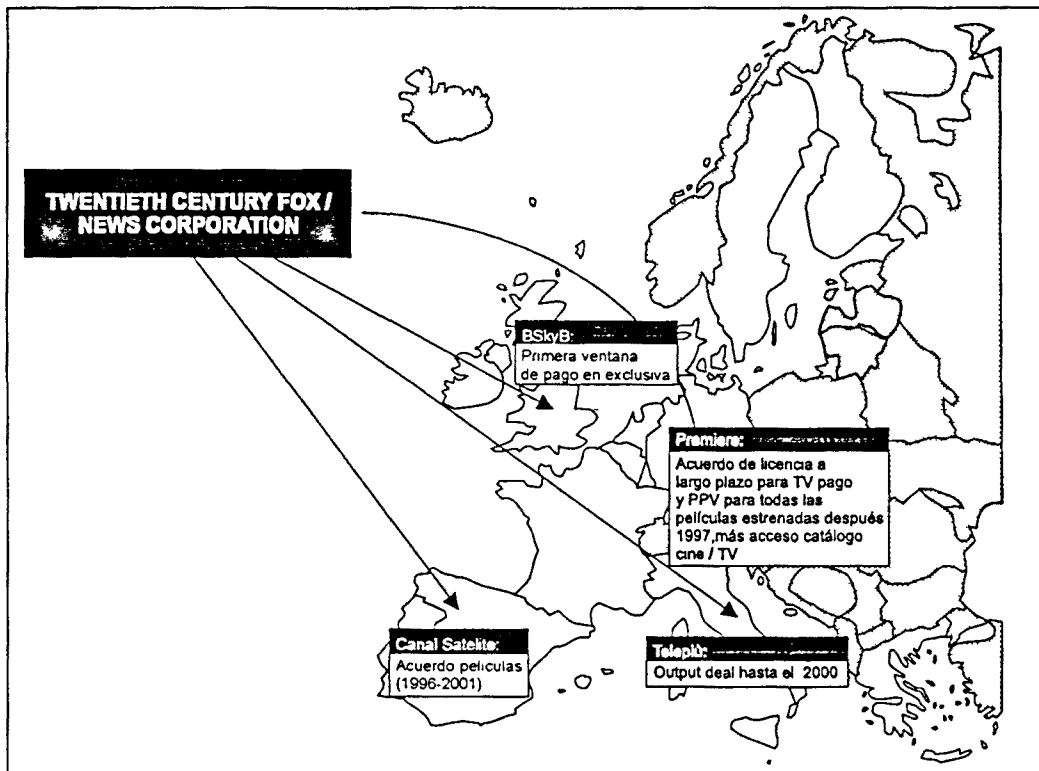 TWENTIETH CENTURY FOX /
NEWS CORPORATION
BSkyB:
Primera ventana
de pago en exclusiva
Premiere:
Acuerdo de licencia a
largo plazo para TV pago
y PPV para todas las
películas estrenadas después
1997,más acceso catálogo
cine / TV
Canal Satelite:
Acuerdo peliculas
(1996-2001)
Telepiù:
Output deal hasta el 2000